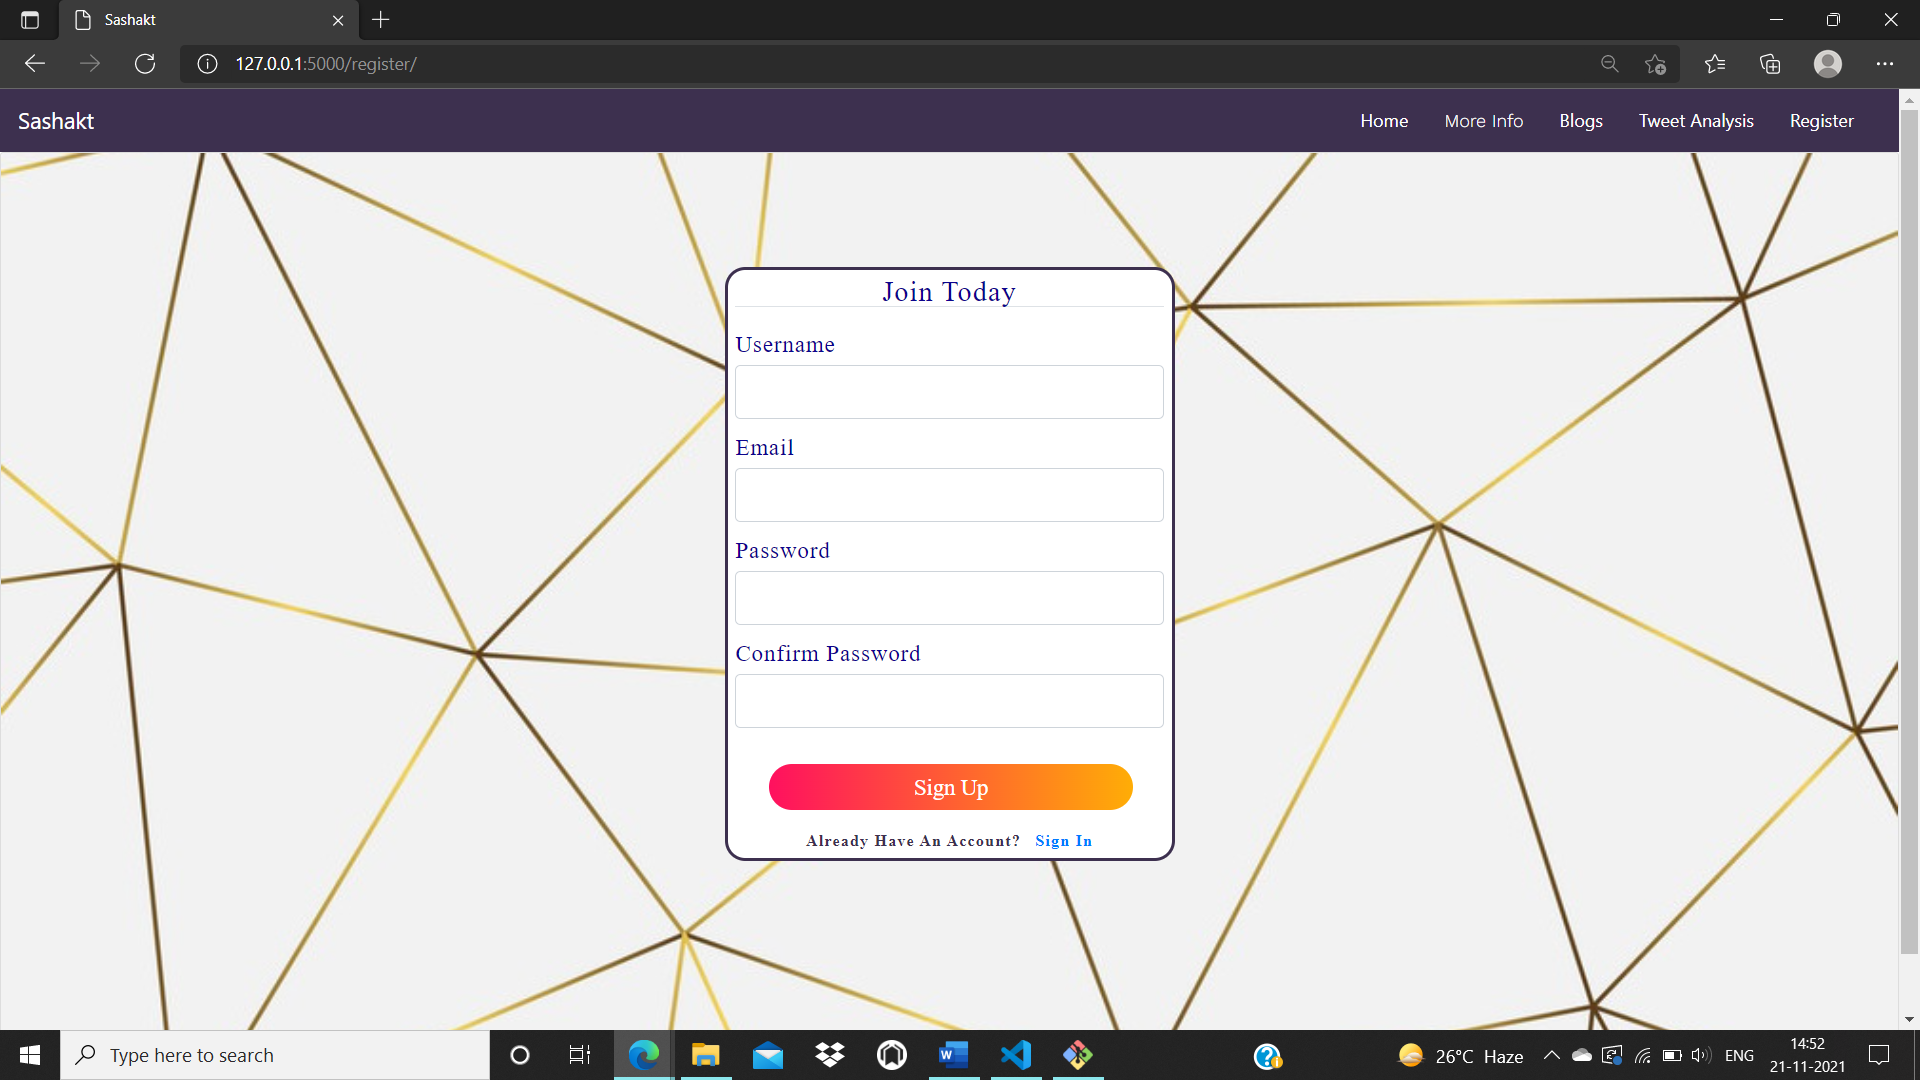 Sashakt
127.0.0.1:5000/register/
Sashakt
Home More Info Blogs Tweet Analysis Register
Join Today
Username
Email
Password
Confirm Password
Sign Up
Already Have An Account? Sign In
Type here to search
26°C Haze
ENG
14:52
21-11-2021